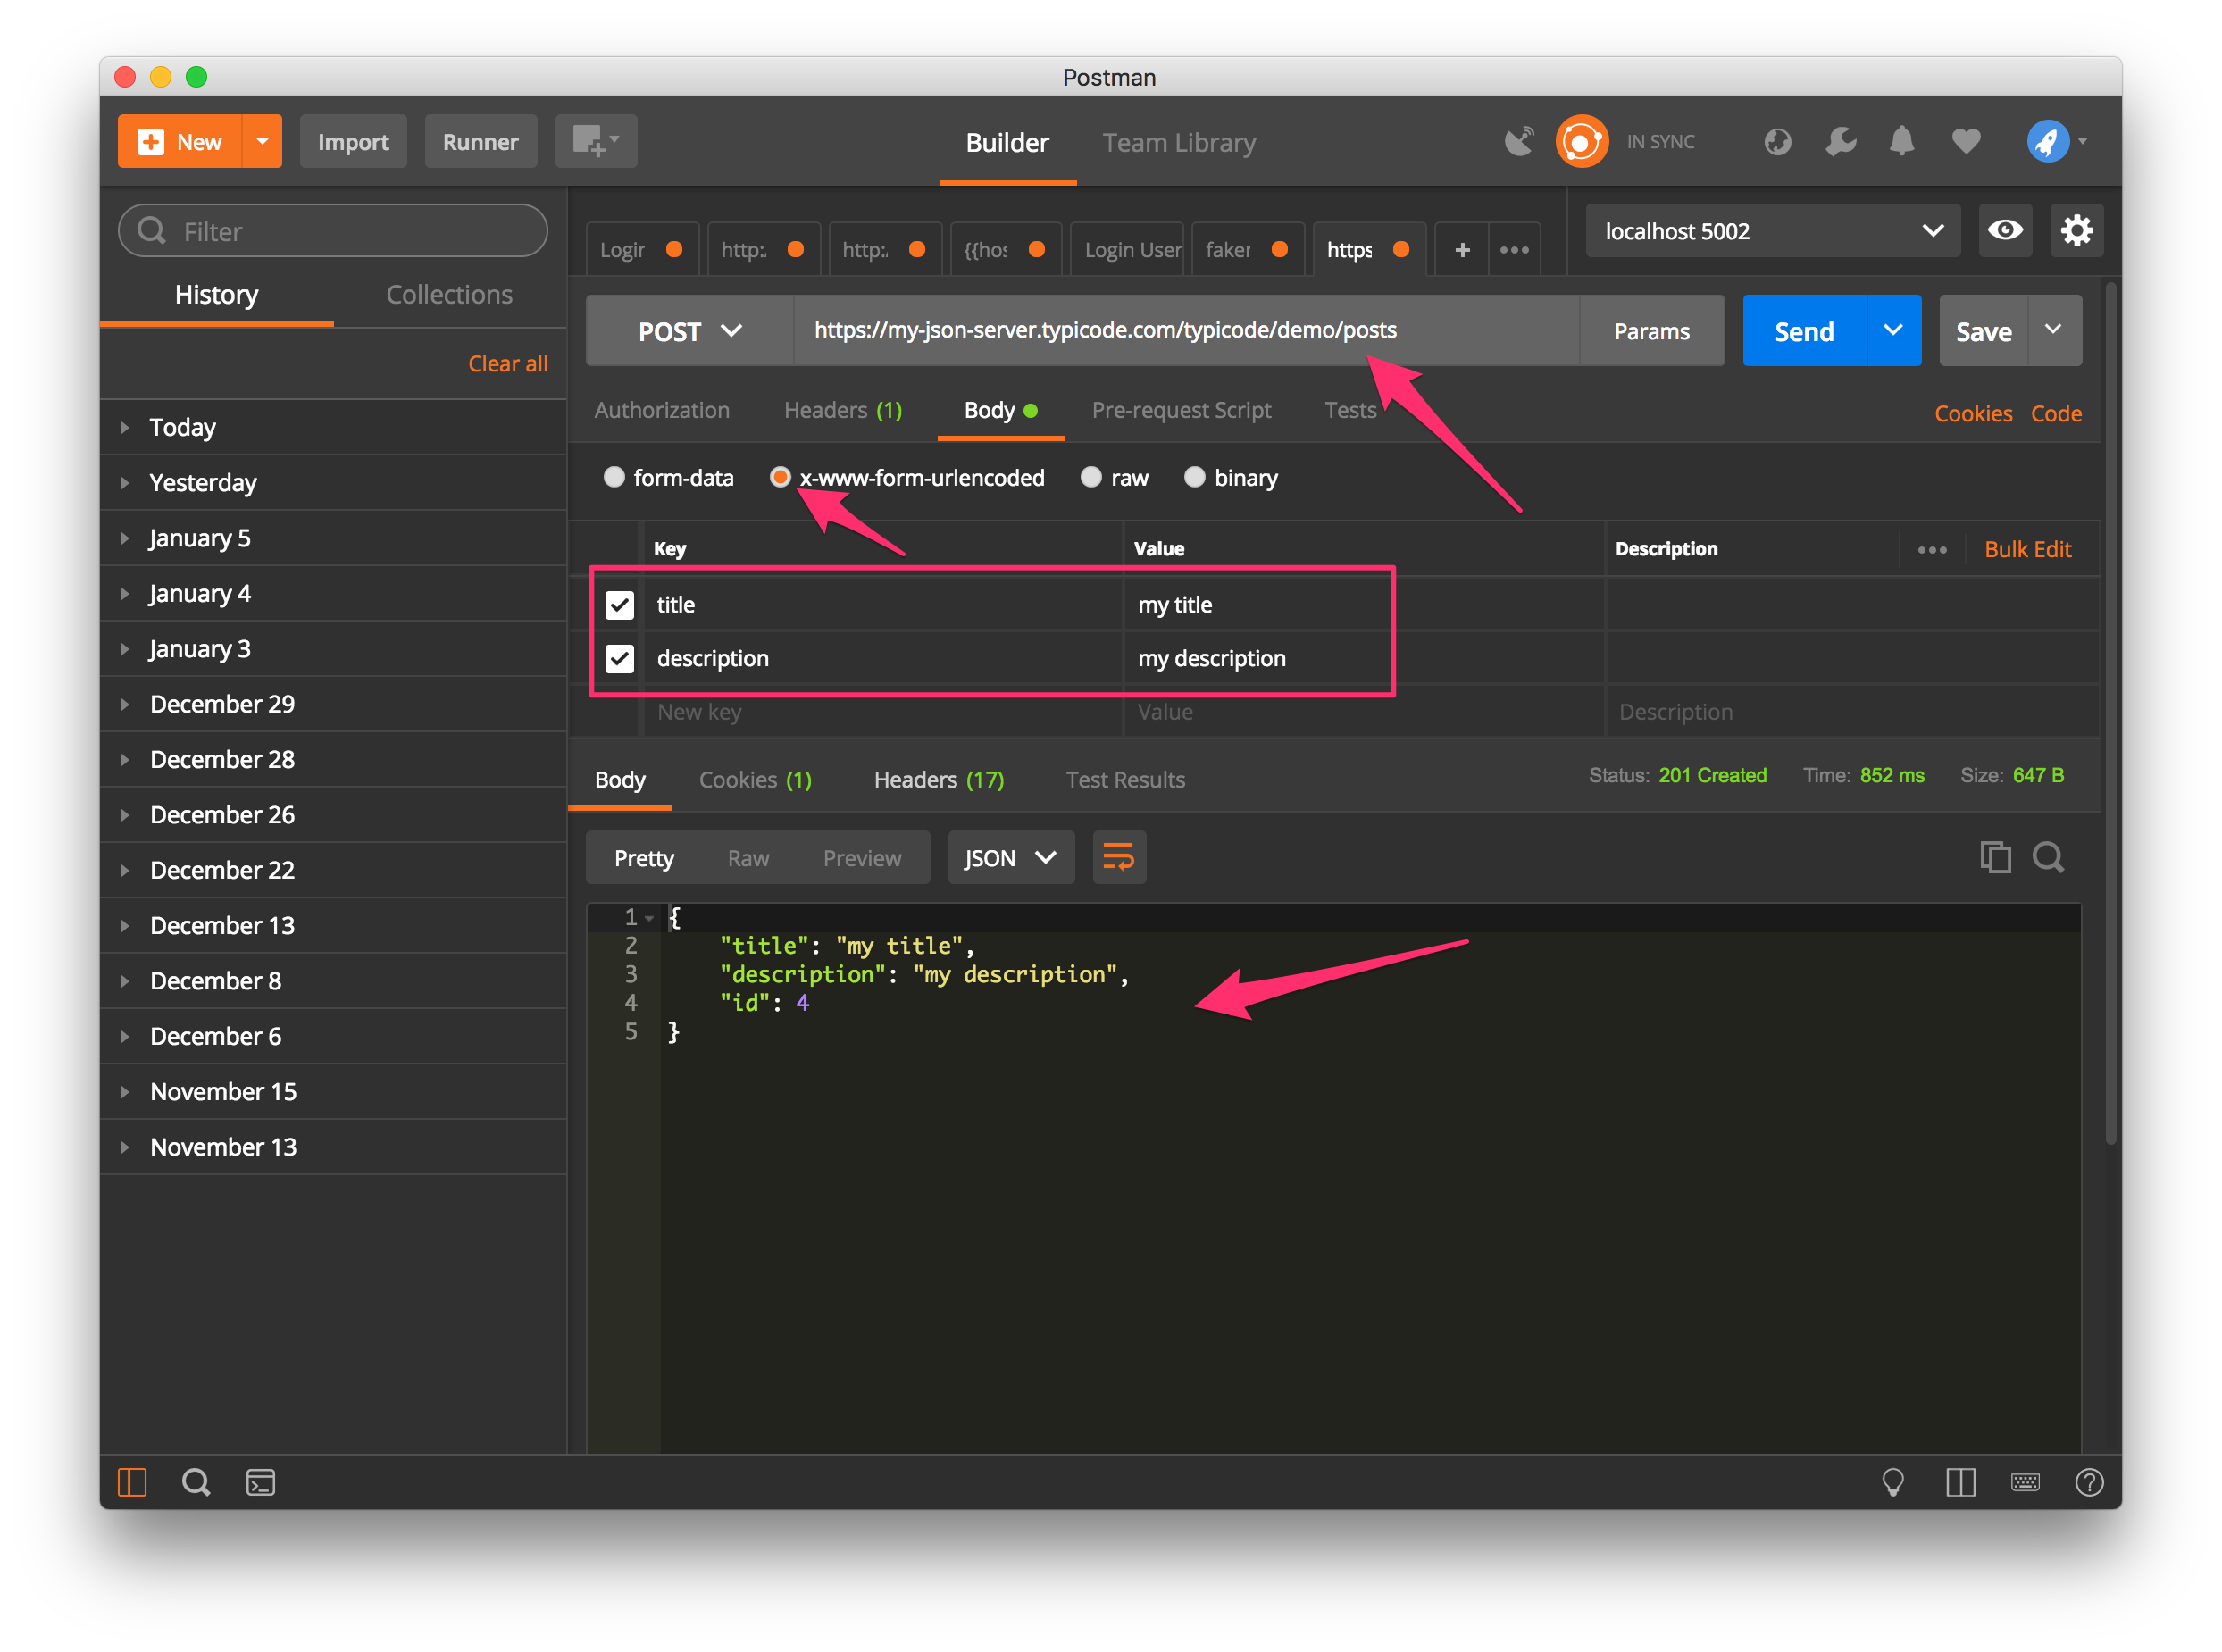 Postman
New
Import
Runner
Builder
Team Library
IN SYNC
Filter
History
Collections
Clear all
Today
Yesterday
January 5
January 4
January 3
December 29
December 28
December 26
December 22
December 13
December 8
December 6
November 15
November 13
Login
http:/
http:/
{{hos
Login User
faker
https
+
•••
localhost 5002
POST
https://my-json-server.typicode.com/typicode/demo/posts
Params
Send
Save
Authorization
Headers (1)
Body
Pre-request Script
Tests
Cookies
Code
form-data
x-www-form-urlencoded
raw
binary
Key
Value
Description
•••
Bulk Edit
title
my title
description
my description
New key
Value
Description
Body
Cookies (1)
Headers (17)
Test Results
Status: 201 Created
Time: 852 ms
Size: 647 B
Pretty
Raw
Preview
JSON
1 {
2 "title": "my title",
3 "description": "my description",
4 "id": 4
5 }